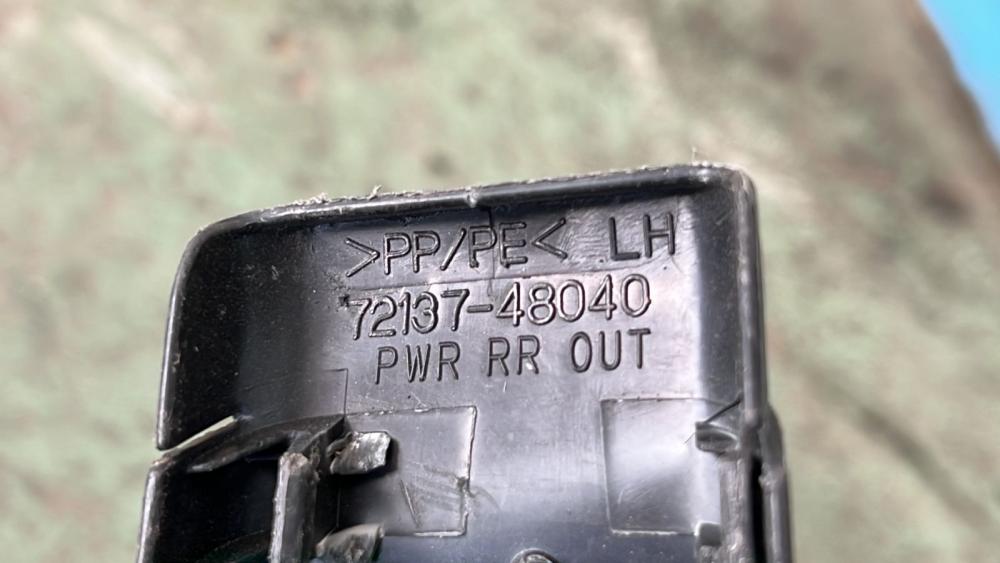 >PP/PE< LH
72137-48040
PWR RR OUT